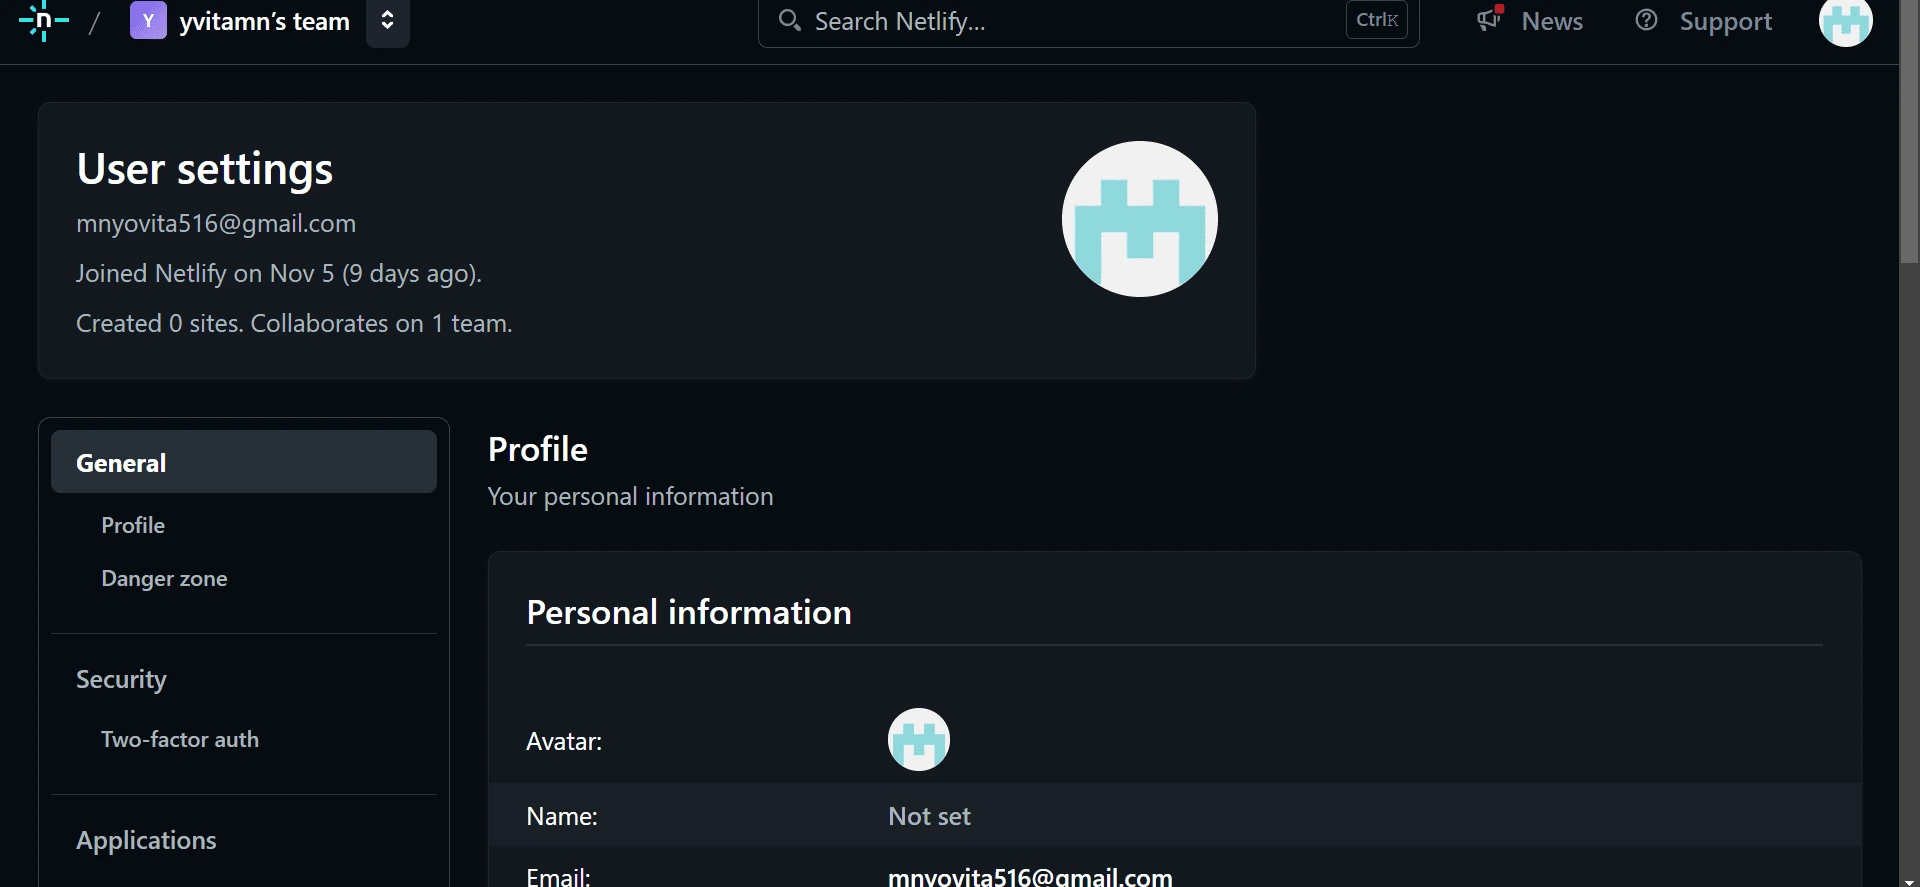 n / Y yvitamn's team
Search Netlify... CtrlK
News
Support
User settings
mnyovita516@gmail.com
Joined Netlify on Nov 5 (9 days ago).
Created 0 sites. Collaborates on 1 team.
General
Profile
Danger zone
Security
Two-factor auth
Applications
Profile
Your personal information
Personal information
Avatar:
Name: Not set
Email: mnyovita516@gmail.com